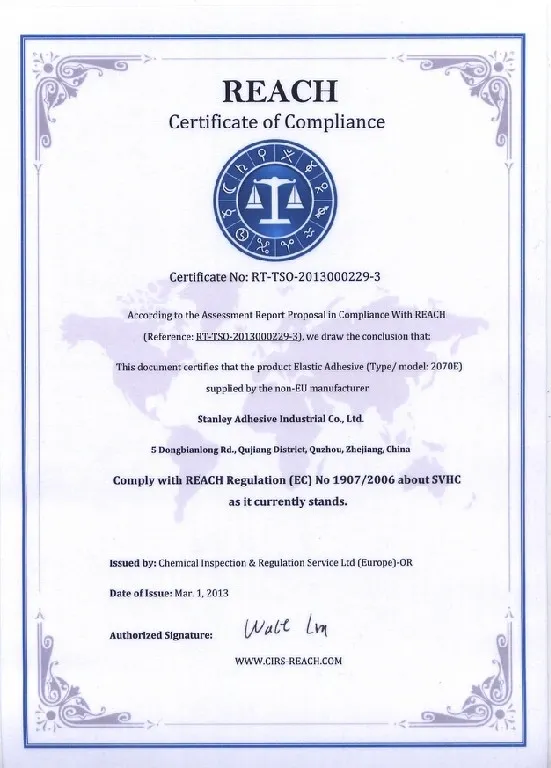 REACH
Certificate of Compliance
Certificate No: RT-TSO-2013000229-3
According to the Assessment Report Proposal in Compliance With REACH
(Reference: RT-TSO-2013000229-3), we draw the conclusion that:
This document certifies that the product Elastic Adhesive (Type/ model: 2070E)
supplied by the non-EU manufacturer
Stanley Adhesive Industrial Co., Ltd.
5 Dongbianlong Rd., Qujiang District, Quzhou, Zhejiang, China
Comply with REACH Regulation (EC) No 1907/2006 about SVHC
as it currently stands.
Issued by: Chemical Inspection & Regulation Service Ltd (Europe)-OR
Date of Issue: Mar. 1, 2013
Authorized Signature:
WWW.CIRS-REACH.COM